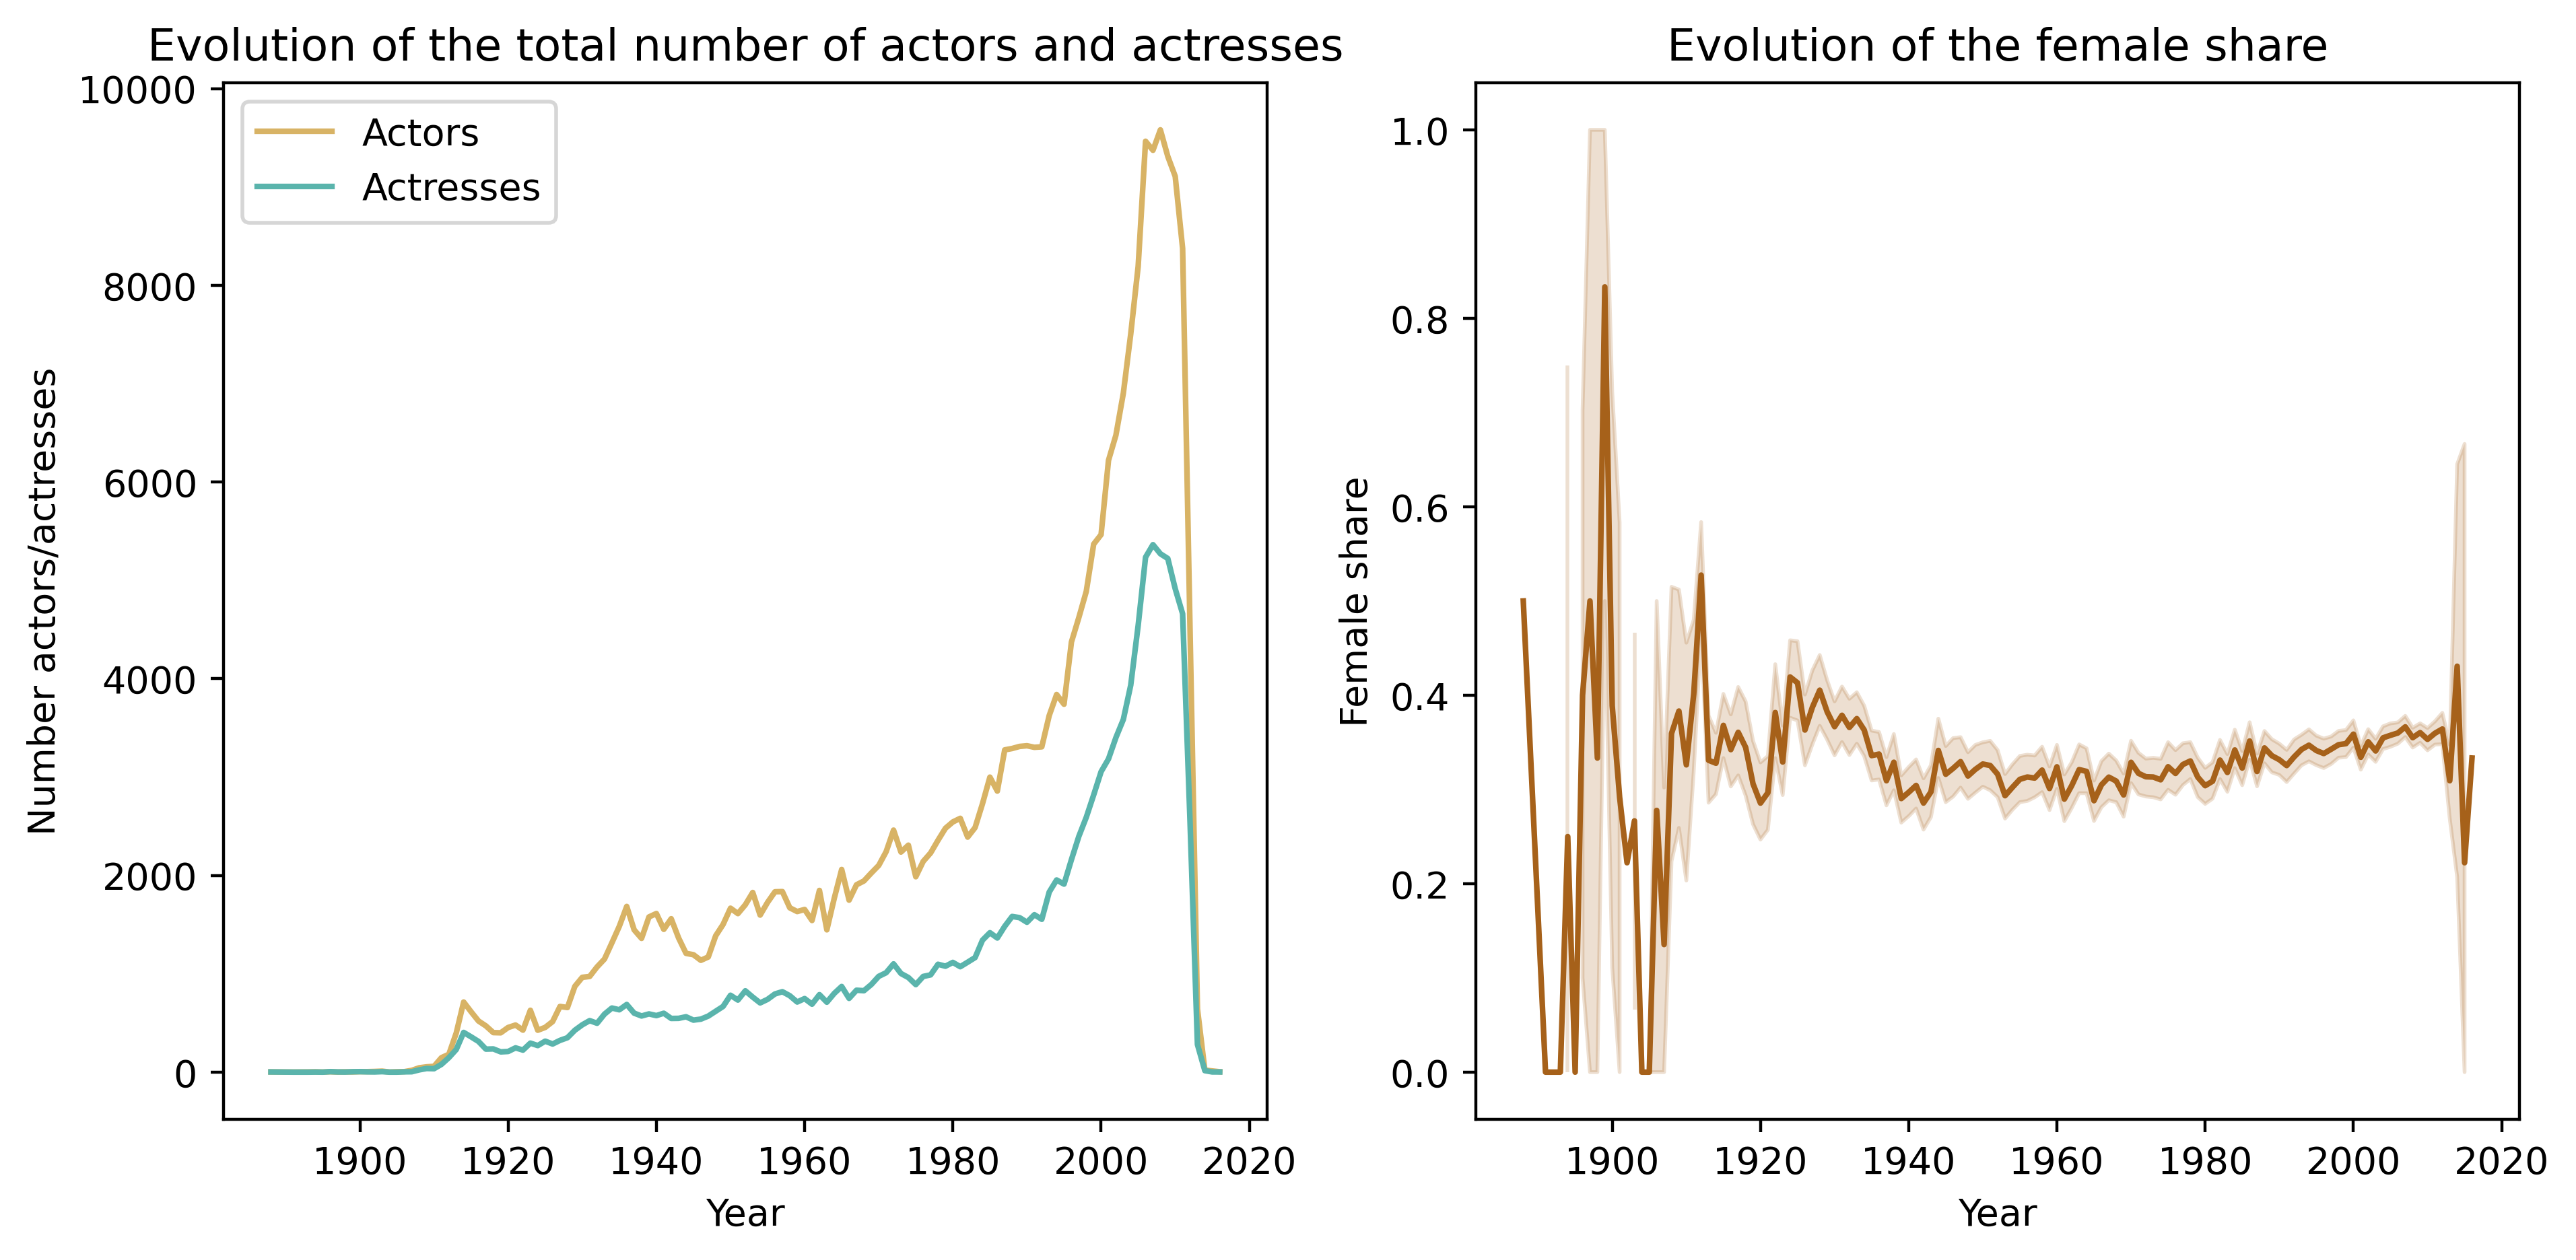 Evolution of the total number of actors and actresses
Number actors/actresses
10000
8000
6000
4000
2000
0
Actors
Actresses
1900 1920 1940 1960 1980 2000 2020
Year
Evolution of the female share
Female share
1.0
0.8
0.6
0.4
0.2
0.0
1900 1920 1940 1960 1980 2000 2020
Year